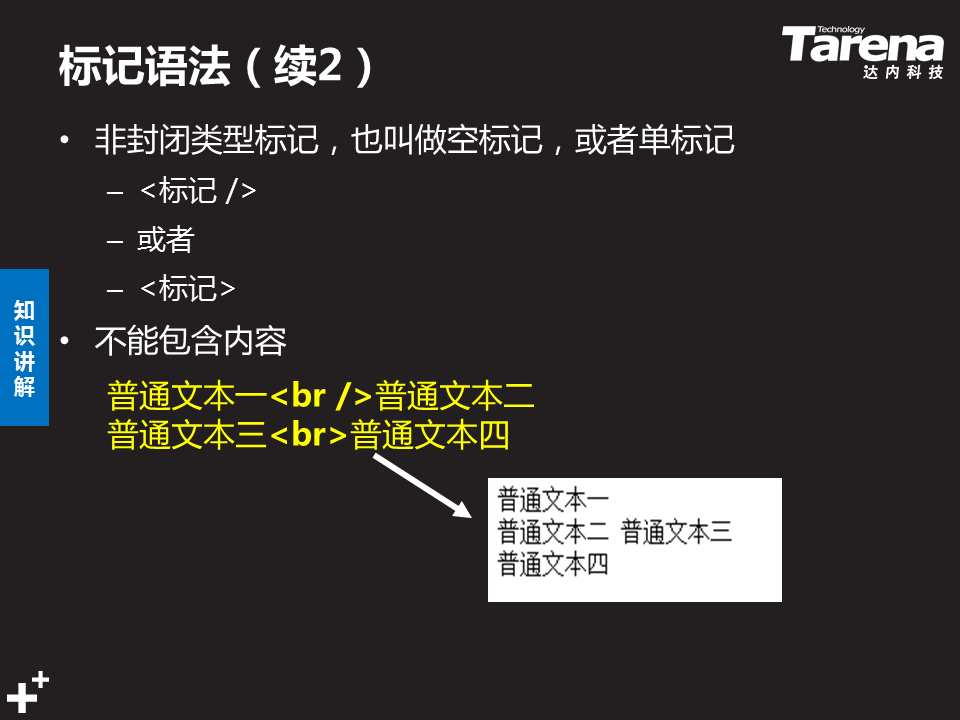 标记语法（续2）
Technology
Tarena
达内科技
• 非封闭类型标记，也叫做空标记，或者单标记
– <标记 />
– 或者
– <标记>
知识讲解
• 不能包含内容
普通文本一<br />普通文本二
普通文本三<br>普通文本四
普通文本一
普通文本二 普通文本三
普通文本四